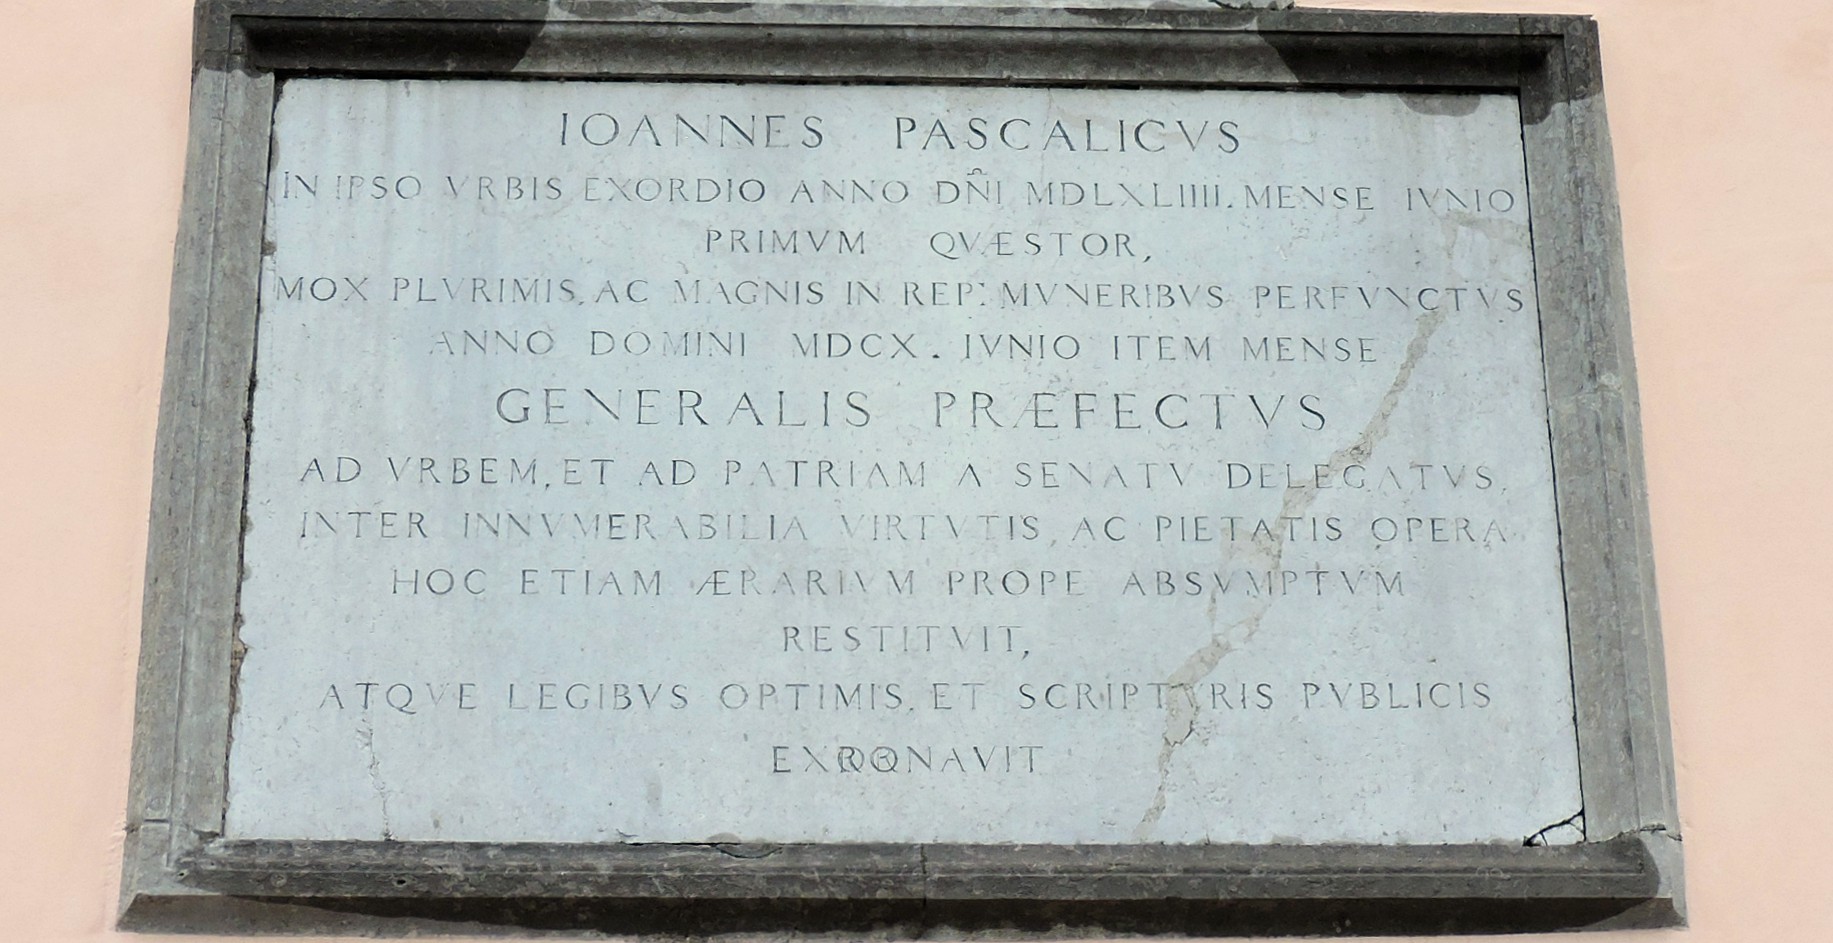 IOANNES PASCALICVS
IN IPSO VRBIS EXORDIO ANNO DÑI MDLXLIIII. MENSE IVNIO
PRIMVM QVÆSTOR,
MOX PLVRIMIS, AC MAGNIS IN REP: MVNERIBVS PERFVNCTVS
ANNO DOMINI MDCX. IVNIO ITEM MENSE
GENERALIS PRÆFECTVS
AD VRBEM, ET AD PATRIAM A SENATV DELEGATVS,
INTER INNVMERABILIA VIRTVTIS, AC PIETATIS OPERA
HOC ETIAM ÆRARIVM PROPE ABSVMPTVM
RESTITVIT,
ATQVE LEGIBVS OPTIMIS, ET SCRIPTVRIS PVBLICIS